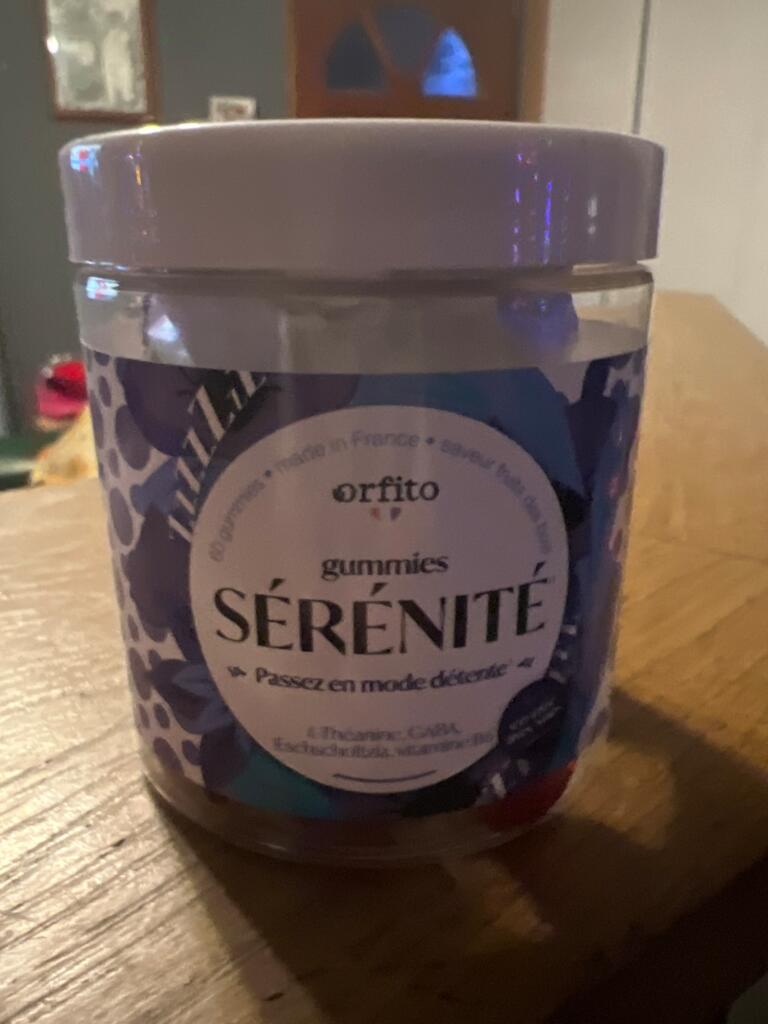 60 gummies • made in France • saveur fruits des bois
orfito
gummies
SÉRÉNITÉ
Passez en mode détente
L-Théanine, GABA,
Eschscholtzia, vitamine B6